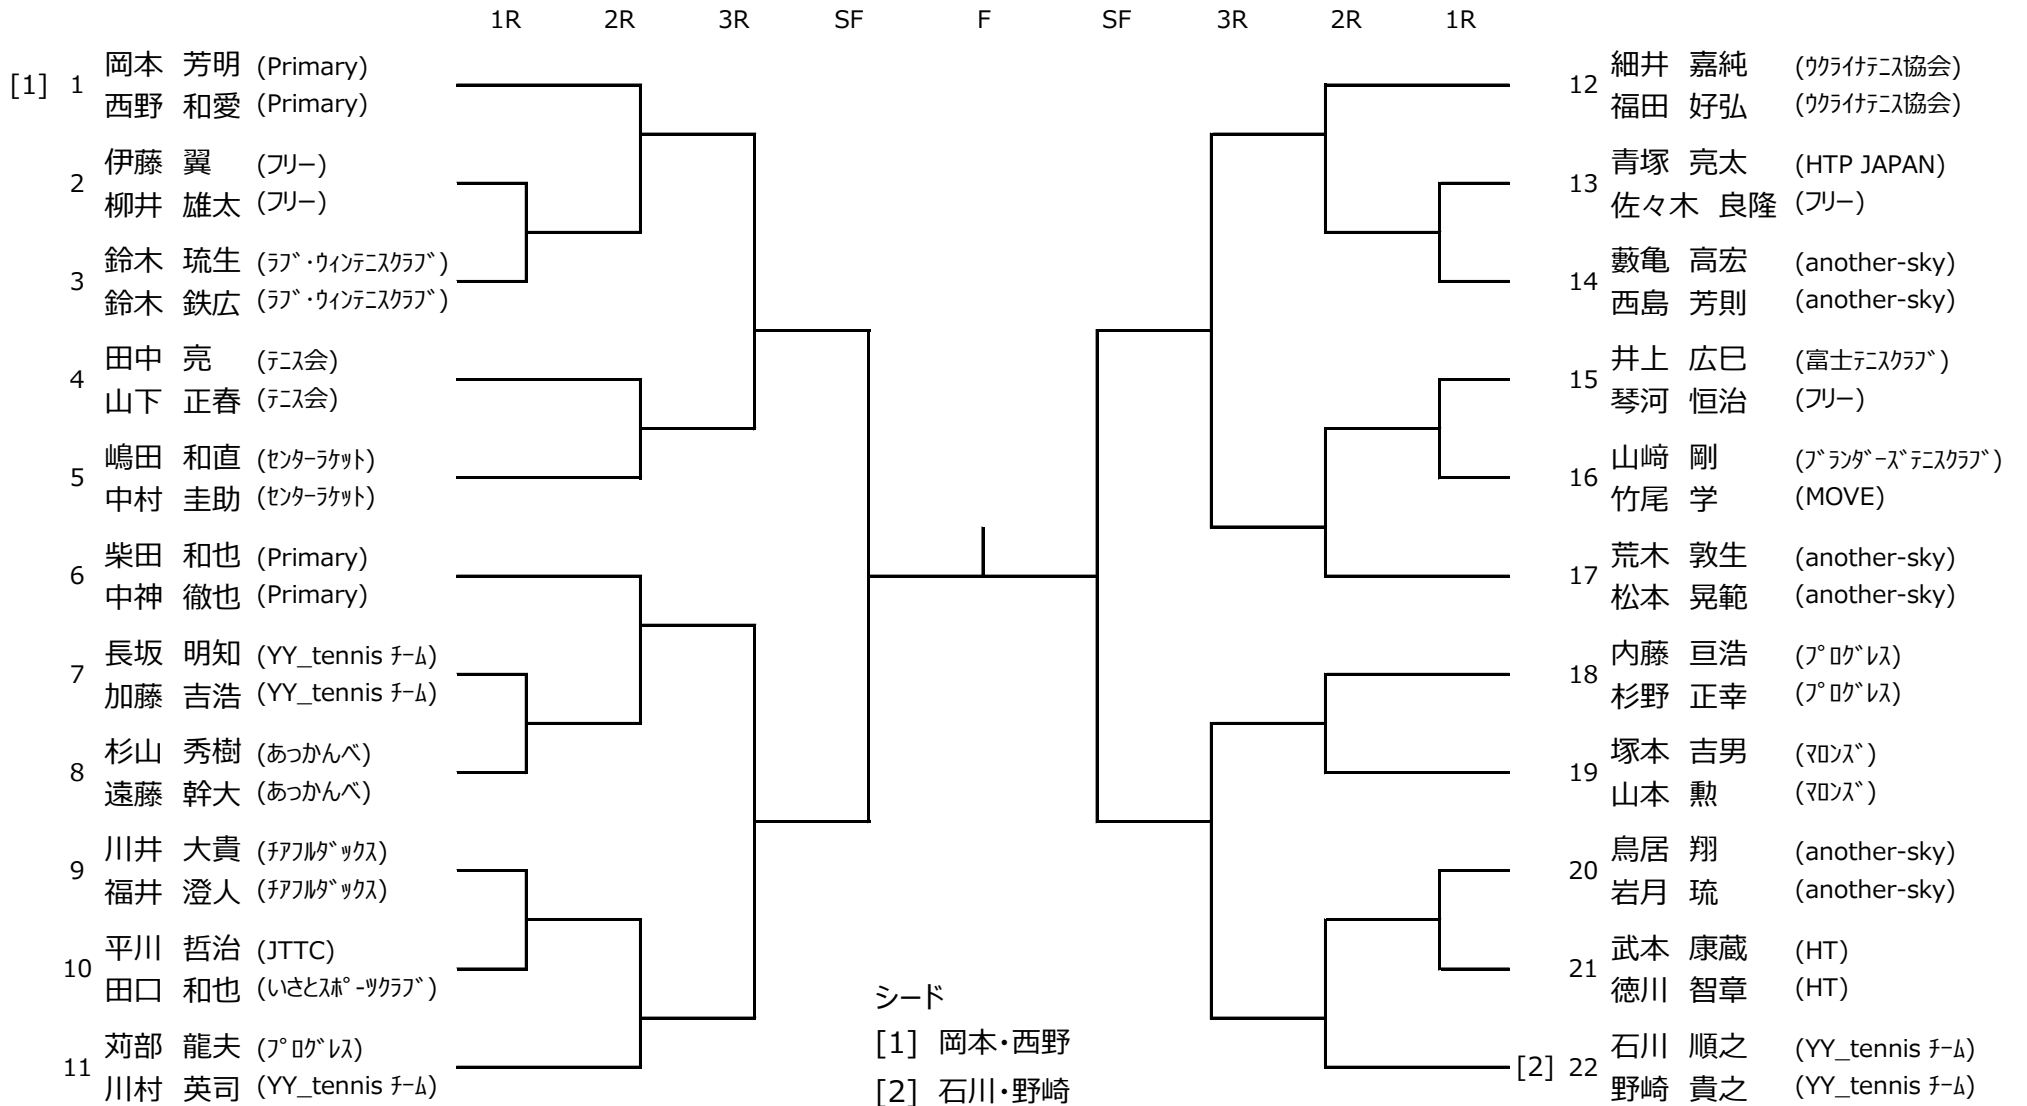 1R 2R 3R SF F SF 3R 2R 1R
[1] 1 岡本 芳明 (Primary)
西野 和愛 (Primary)
2 伊藤 翼 (フリー)
柳井 雄太 (フリー)
3 鈴木 琉生 (ﾗﾌﾞ・ｳｨﾝﾃﾆｽｸﾗﾌﾞ)
鈴木 鉄広 (ﾗﾌﾞ・ｳｨﾝﾃﾆｽｸﾗﾌﾞ)
4 田中 亮 (ﾃﾆｽ会)
山下 正春 (ﾃﾆｽ会)
5 嶋田 和直 (ｾﾝﾀｰﾗｹｯﾄ)
中村 圭助 (ｾﾝﾀｰﾗｹｯﾄ)
6 柴田 和也 (Primary)
中神 徹也 (Primary)
7 長坂 明知 (YY_tennis ﾁｰﾑ)
加藤 吉浩 (YY_tennis ﾁｰﾑ)
8 杉山 秀樹 (あっかんべ)
遠藤 幹大 (あっかんべ)
9 川井 大貴 (ﾁｱﾌﾙﾀﾞｯｸｽ)
福井 澄人 (ﾁｱﾌﾙﾀﾞｯｸｽ)
10 平川 哲治 (JTTC)
田口 和也 (いさとｽﾎﾟｰﾂｸﾗﾌﾞ)
11 苅部 龍夫 (ﾌﾟﾛｸﾞﾚｽ)
川村 英司 (YY_tennis ﾁｰﾑ)
シード
[1] 岡本・西野
[2] 石川・野崎
12 細井 嘉純 (ｳｸﾗｲﾅﾃﾆｽ協会)
福田 好弘 (ｳｸﾗｲﾅﾃﾆｽ協会)
13 青塚 亮太 (HTP JAPAN)
佐々木 良隆 (フリー)
14 藪亀 高宏 (another-sky)
西島 芳則 (another-sky)
15 井上 広巳 (富士ﾃﾆｽｸﾗﾌﾞ)
琴河 恒治 (フリー)
16 山﨑 剛 (ﾌﾞﾗﾝﾀﾞｰｽﾞﾃﾆｽｸﾗﾌﾞ)
竹尾 学 (MOVE)
17 荒木 敦生 (another-sky)
松本 晃範 (another-sky)
18 内藤 亘浩 (ﾌﾟﾛｸﾞﾚｽ)
杉野 正幸 (ﾌﾟﾛｸﾞﾚｽ)
19 塚本 吉男 (ﾏﾛﾝｽﾞ)
山本 勲 (ﾏﾛﾝｽﾞ)
20 鳥居 翔 (another-sky)
岩月 琉 (another-sky)
21 武本 康蔵 (HT)
徳川 智章 (HT)
[2] 22 石川 順之 (YY_tennis ﾁｰﾑ)
野崎 貴之 (YY_tennis ﾁｰﾑ)